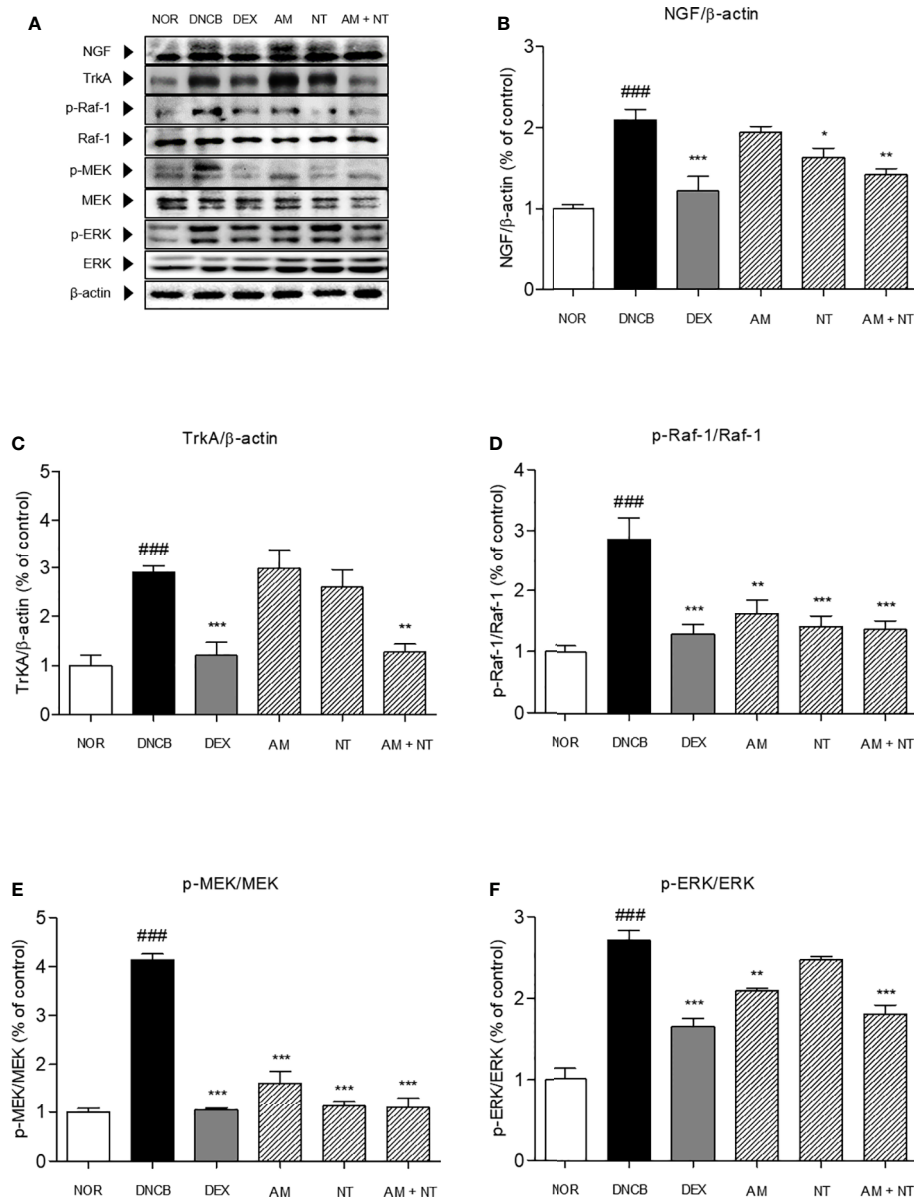 A
NOR DNCB DEX AM NT AM + NT
NGF
TrkA
p-Raf-1
Raf-1
p-MEK
MEK
p-ERK
ERK
β-actin
B
NGF/β-actin
NGF/β-actin (% of control)
3
2
1
0
###
***
*
**
NOR DNCB DEX AM NT AM + NT
C
TrkA/β-actin
TrKA/β-actin (% of control)
5
4
3
2
1
0
###
***
**
NOR DNCB DEX AM NT AM + NT
D
p-Raf-1/Raf-1
p-Raf-1/Raf-1 (% of control)
4
3
2
1
0
###
***
**
***
***
NOR DNCB DEX AM NT AM + NT
E
p-MEK/MEK
p-MEK/MEK (% of control)
5
4
3
2
1
0
###
***
***
***
***
NOR DNCB DEX AM NT AM + NT
F
p-ERK/ERK
p-ERK/ERK (% of control)
3
2
1
0
###
***
**
***
NOR DNCB DEX AM NT AM + NT